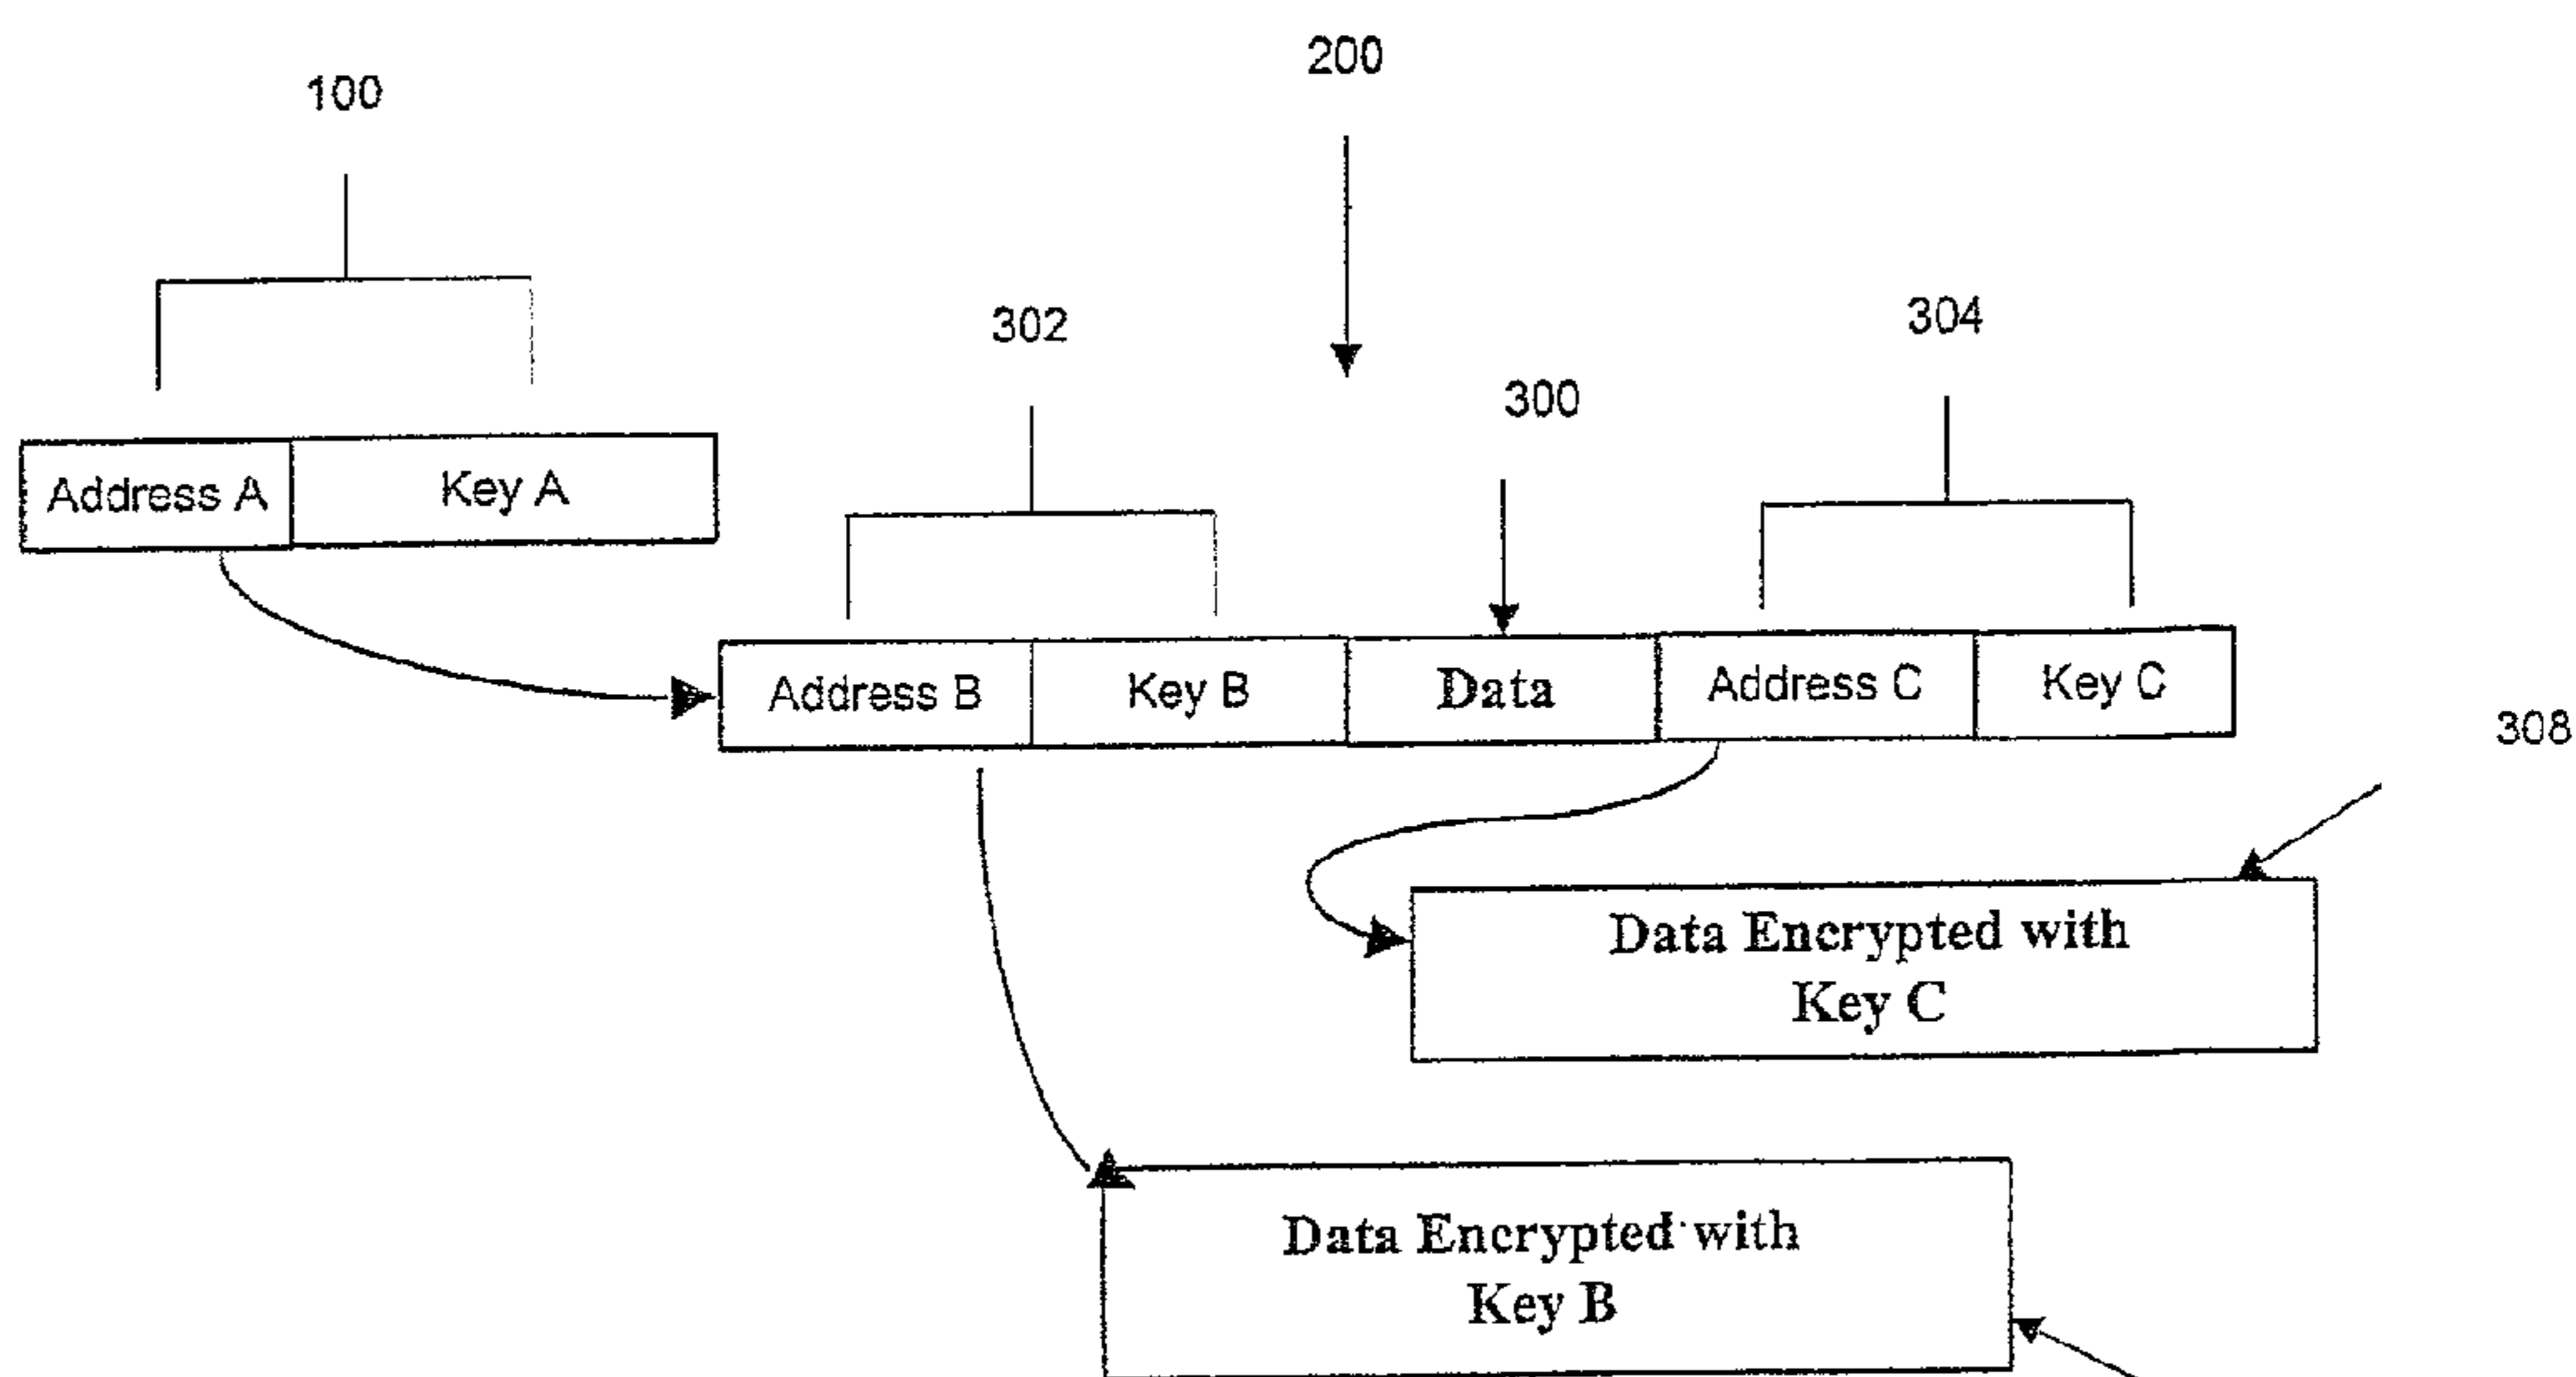 200
100
302
304
300
Address A
Key A
Address B
Key B
Data
Address C
Key C
308
Data Encrypted with
Key C
Data Encrypted with
Key B